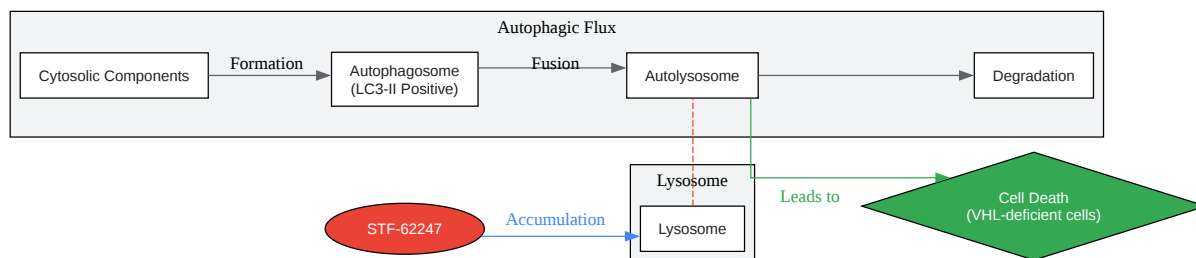 Autophagic Flux
Cytosolic Components
Formation
Autophagosome
(LC3-II Positive)
Fusion
Autolysosome
Degradation
Lysosome
Leads to
Cell Death
(VHL-deficient cells)
STF-62247
Accumulation
Lysosome